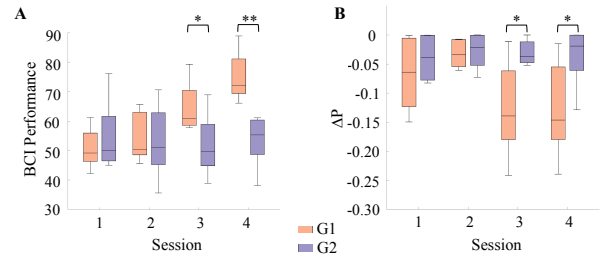 A
B
90
80
70
60
50
40
30
BCI Performance
* **
1 2 3 4
Session
0
-0.05
-0.1
-0.15
-0.20
-0.25
-0.30
ΔP
* *
1 2 3 4
Session
G1
G2